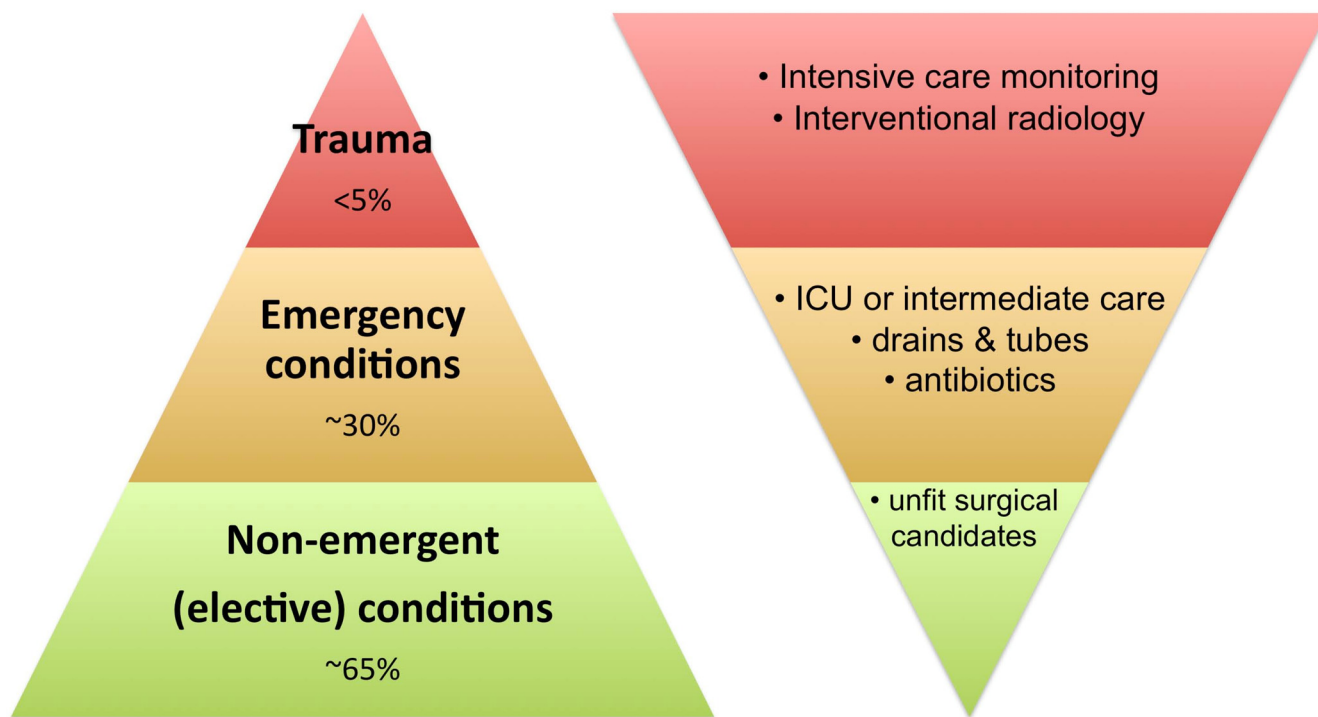 Trauma
<5%
Emergency
conditions
~30%
Non-emergent
(elective) conditions
~65%
• Intensive care monitoring
• Interventional radiology
• ICU or intermediate care
• drains & tubes
• antibiotics
• unfit surgical
candidates